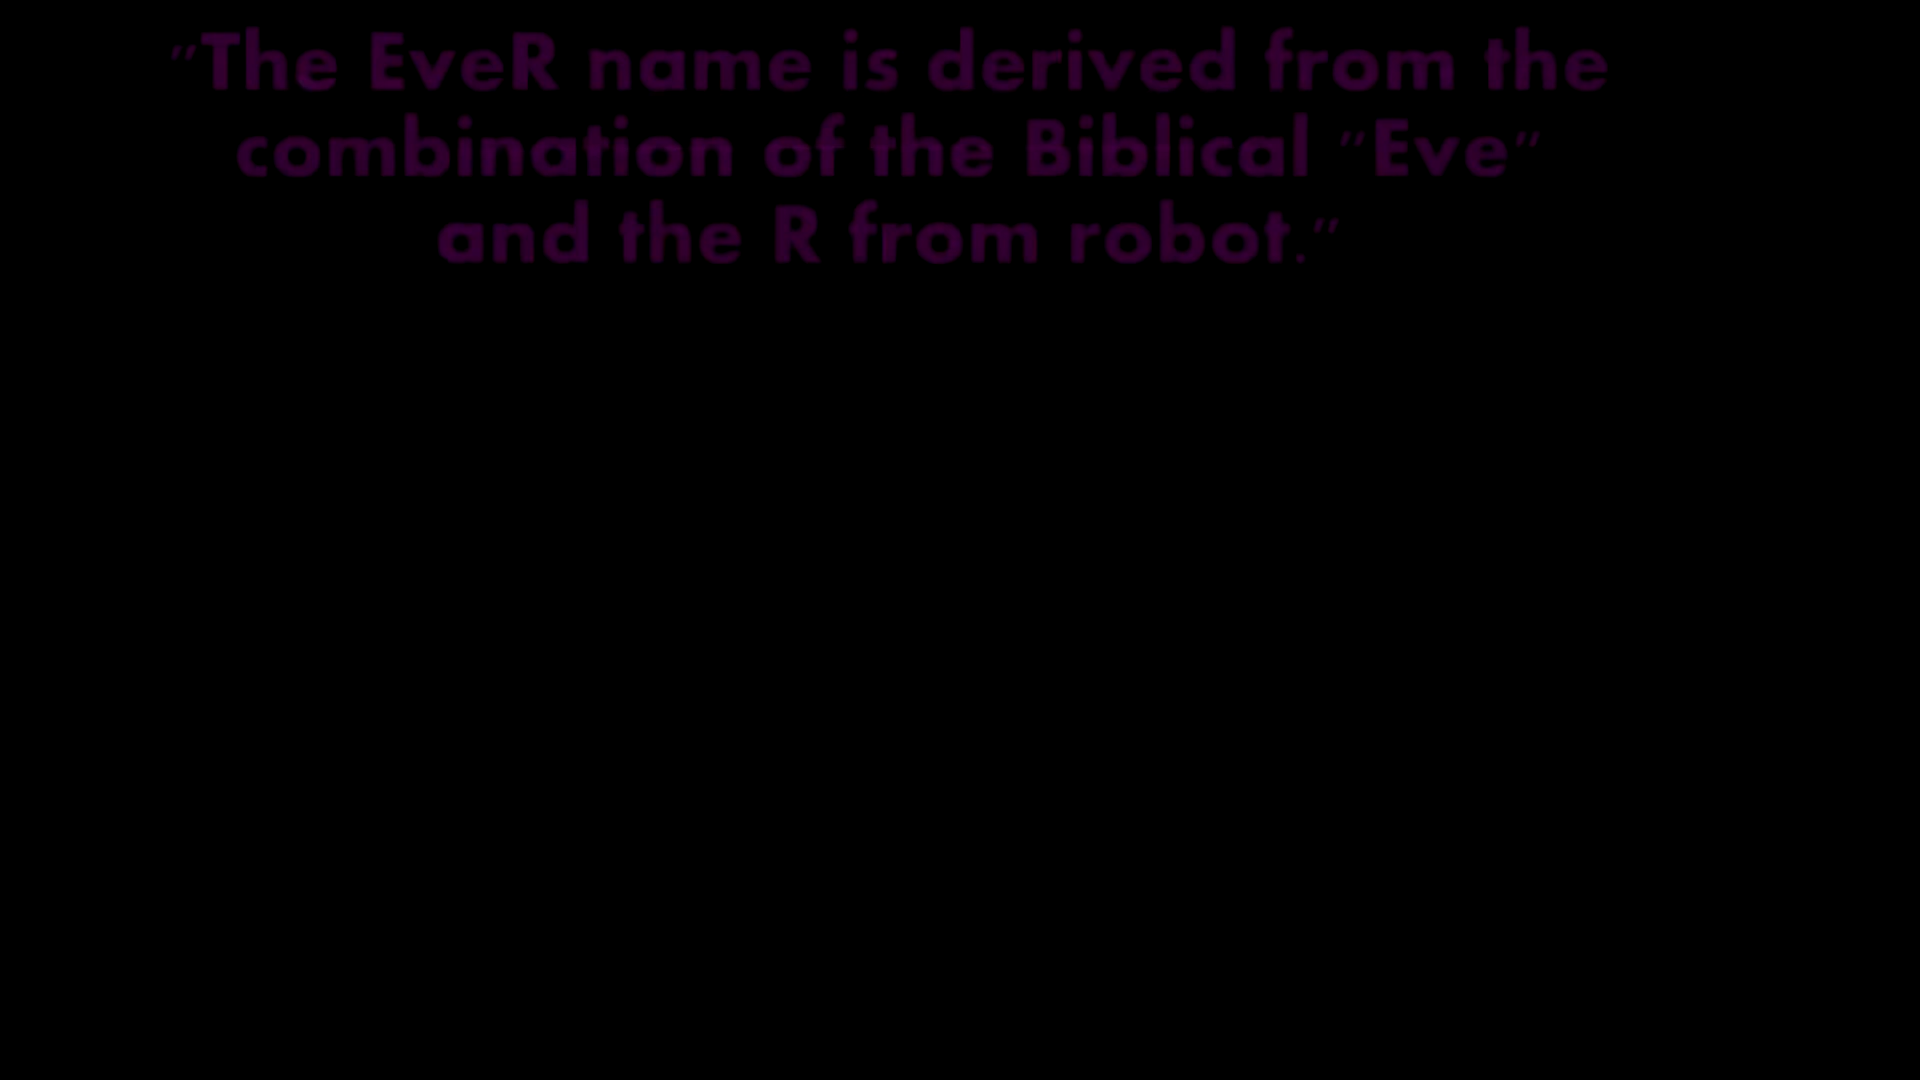 "The EveR name is derived from the
combination of the Biblical "Eve"
and the R from robot."